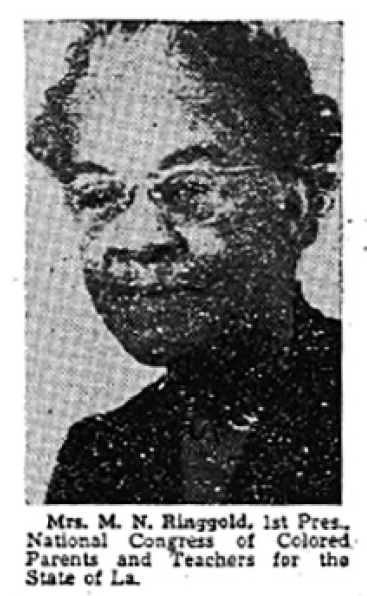 Mrs. M. N. Ringgold, 1st Pres.,
National Congress of Colored
Parents and Teachers for the
State of La.